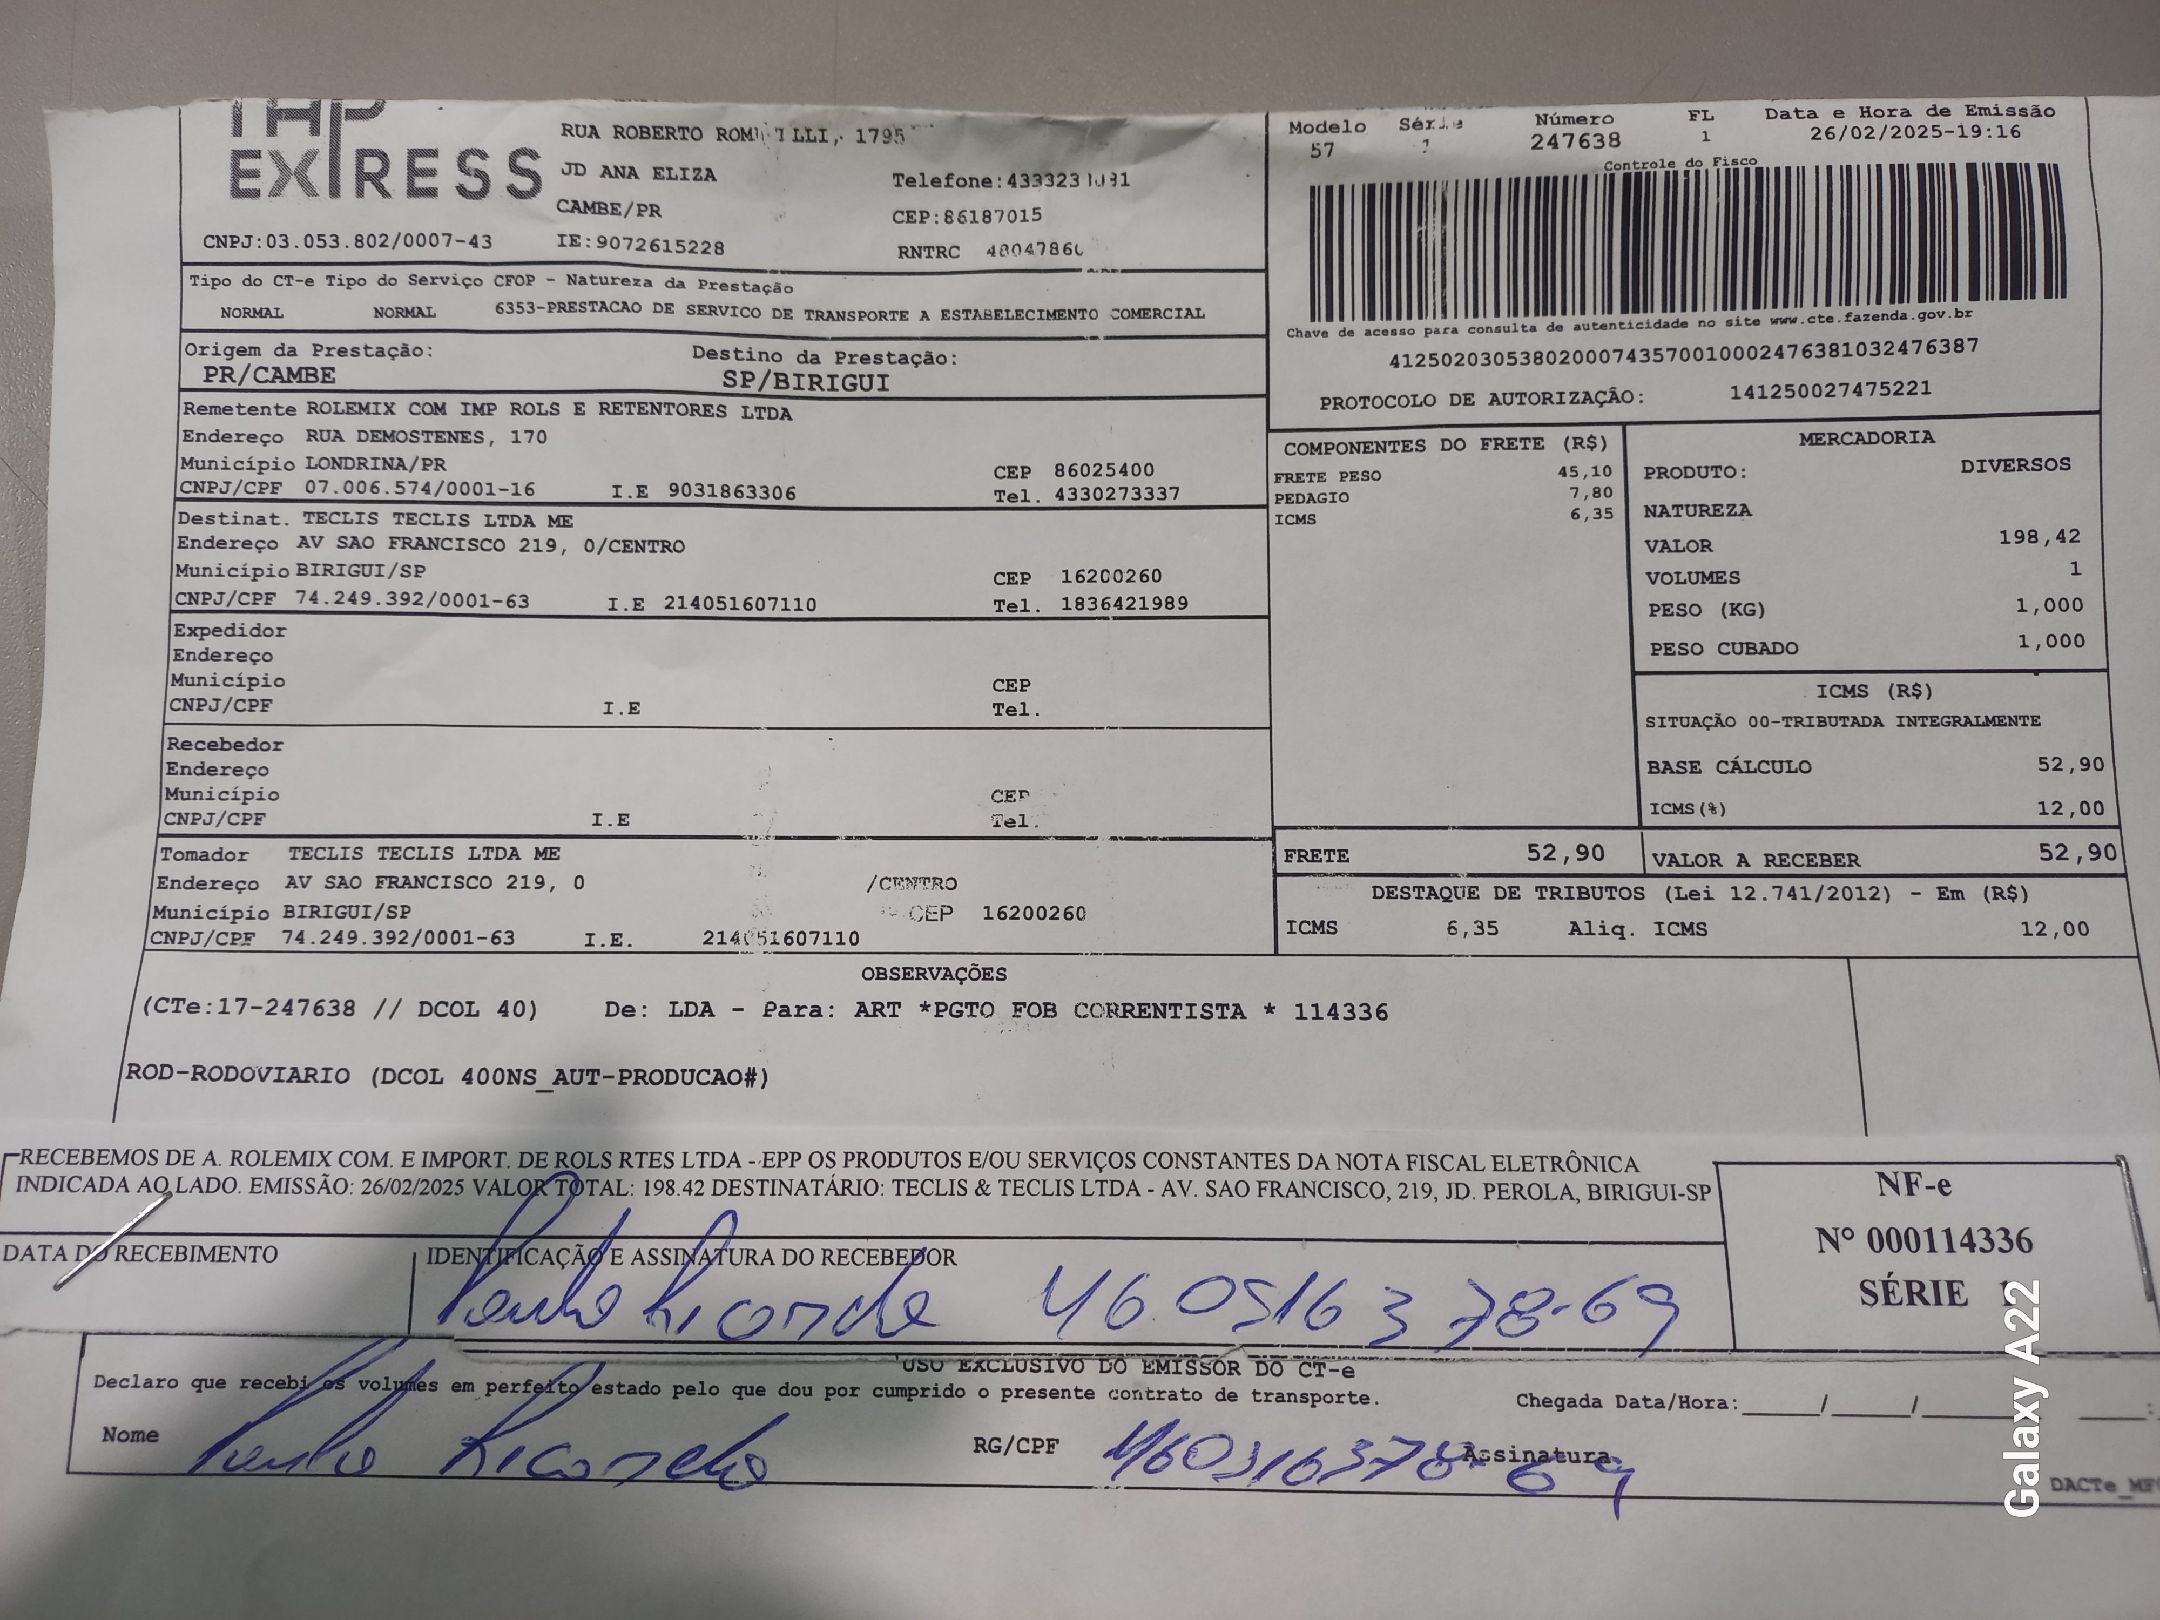 EXPRESS
RUA ROBERTO 1795
JD ANA ELIZA
CAMBE/PR
Telefone:
CEP:86187015
CNPJ:03.053.802/0007-43 IE:9072615228 RNTRC
Modelo Série Número FL Data e Hora de Emissão
57 1 247638 1 26/02/2025-19:16
Controle do Fisco
Chave de acesso para consulta de autenticidade no site www.cte.fazenda.gov.br
41250203053802000743570010002476381032476387
PROTOCOLO DE AUTORIZAÇÃO: 141250027475221
Tipo do CT-e Tipo do Serviço CFOP - Natureza da Prestação
NORMAL NORMAL 6353-PRESTACAO DE SERVICO DE TRANSPORTE A ESTABELECIMENTO COMERCIAL
Origem da Prestação: Destino da Prestação:
PR/CAMBE SP/BIRIGUI
Remetente ROLEMIX COM IMP ROLS E RETENTORES LTDA
Endereço RUA DEMOSTENES, 170
Município LONDRINA/PR CEP 86025400
CNPJ/CPF 07.006.574/0001-16 I.E 9031863306 Tel. 4330273337
Destinat. TECLIS TECLIS LTDA ME
Endereço AV SAO FRANCISCO 219, 0/CENTRO
Município BIRIGUI/SP CEP 16200260
CNPJ/CPF 74.249.392/0001-63 I.E 214051607110 Tel. 1836421989
Expedidor
Endereço
Município CEP
CNPJ/CPF I.E Tel.
Recebedor
Endereço
Município CEP
CNPJ/CPF I.E Tel.
Tomador TECLIS TECLIS LTDA ME
Endereço AV SAO FRANCISCO 219, 0 /CENTRO
Município BIRIGUI/SP CEP 16200260
CNPJ/CPF 74.249.392/0001-63 I.E. 214051607110
COMPONENTES DO FRETE (R$)
FRETE PESO 45,10
PEDAGIO 7,80
ICMS 6,35
MERCADORIA
PRODUTO: DIVERSOS
NATUREZA
VALOR 198,42
VOLUMES 1
PESO (KG) 1,000
PESO CUBADO 1,000
ICMS (R$)
SITUAÇÃO 00-TRIBUTADA INTEGRALMENTE
BASE CÁLCULO 52,90
ICMS(%) 12,00
FRETE 52,90 VALOR A RECEBER 52,90
DESTAQUE DE TRIBUTOS (Lei 12.741/2012) - Em (R$)
ICMS 6,35 Aliq. ICMS 12,00
OBSERVAÇÕES
(CTe:17-247638 // DCOL 40) De: LDA - Para: ART *PGTO FOB CORRENTISTA * 114336
ROD-RODOVIARIO (DCOL 400NS_AUT-PRODUCAO#)
RECEBEMOS DE A. ROLEMIX COM. E IMPORT. DE ROLS RTES LTDA - EPP OS PRODUTOS E/OU SERVIÇOS CONSTANTES DA NOTA FISCAL ELETRÔNICA
INDICADA AO LADO. EMISSÃO: 26/02/2025 VALOR TOTAL: 198.42 DESTINATÁRIO: TECLIS & TECLIS LTDA - AV. SAO FRANCISCO, 219, JD. PEROLA, BIRIGUI-SP
NF-e
N° 000114336
SÉRIE
DATA DO RECEBIMENTO IDENTIFICAÇÃO E ASSINATURA DO RECEBEDOR
Ricardo 460516378-69
USO EXCLUSIVO DO EMISSOR DO CT-e
Declaro que recebi os volumes em perfeito estado pelo que dou por cumprido o presente contrato de transporte. Chegada Data/Hora:____/____/____ :
Nome Ricardo RG/CPF 460516378-69 Assinatura
Galaxy A22